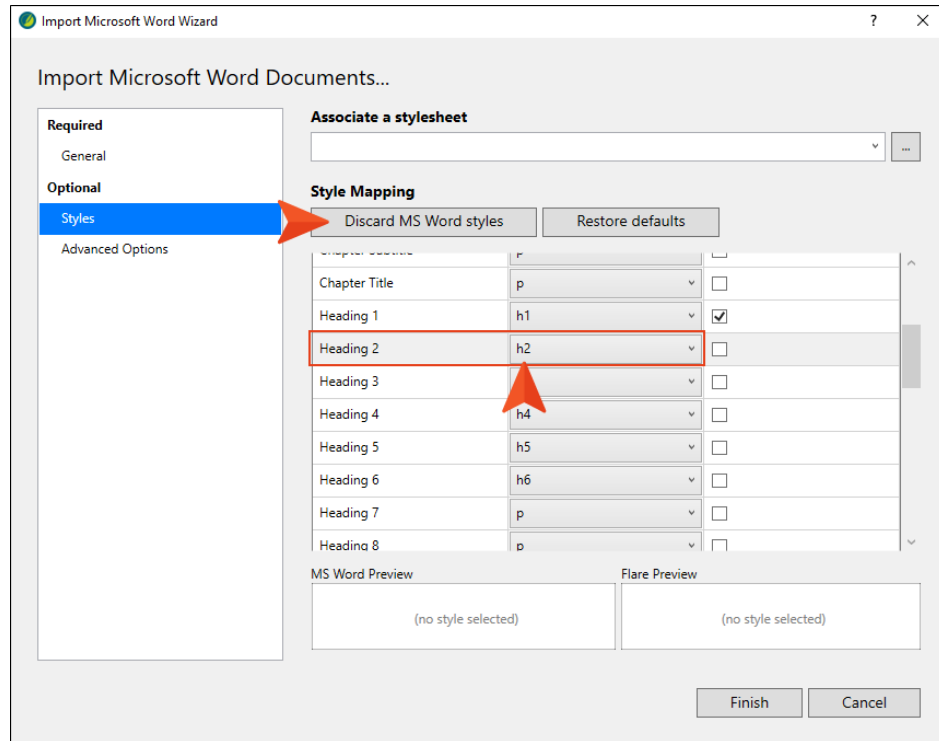 Import Microsoft Word Wizard
?
Import Microsoft Word Documents...
Required
General
Optional
Styles
Advanced Options
Associate a stylesheet
...
Style Mapping
Discard MS Word styles
Restore defaults
Chapter Subtitle p
Chapter Title p
Heading 1 h1
Heading 2 h2
Heading 3
Heading 4 h4
Heading 5 h5
Heading 6 h6
Heading 7 p
Heading 8 p
MS Word Preview
Flare Preview
(no style selected)
(no style selected)
Finish
Cancel